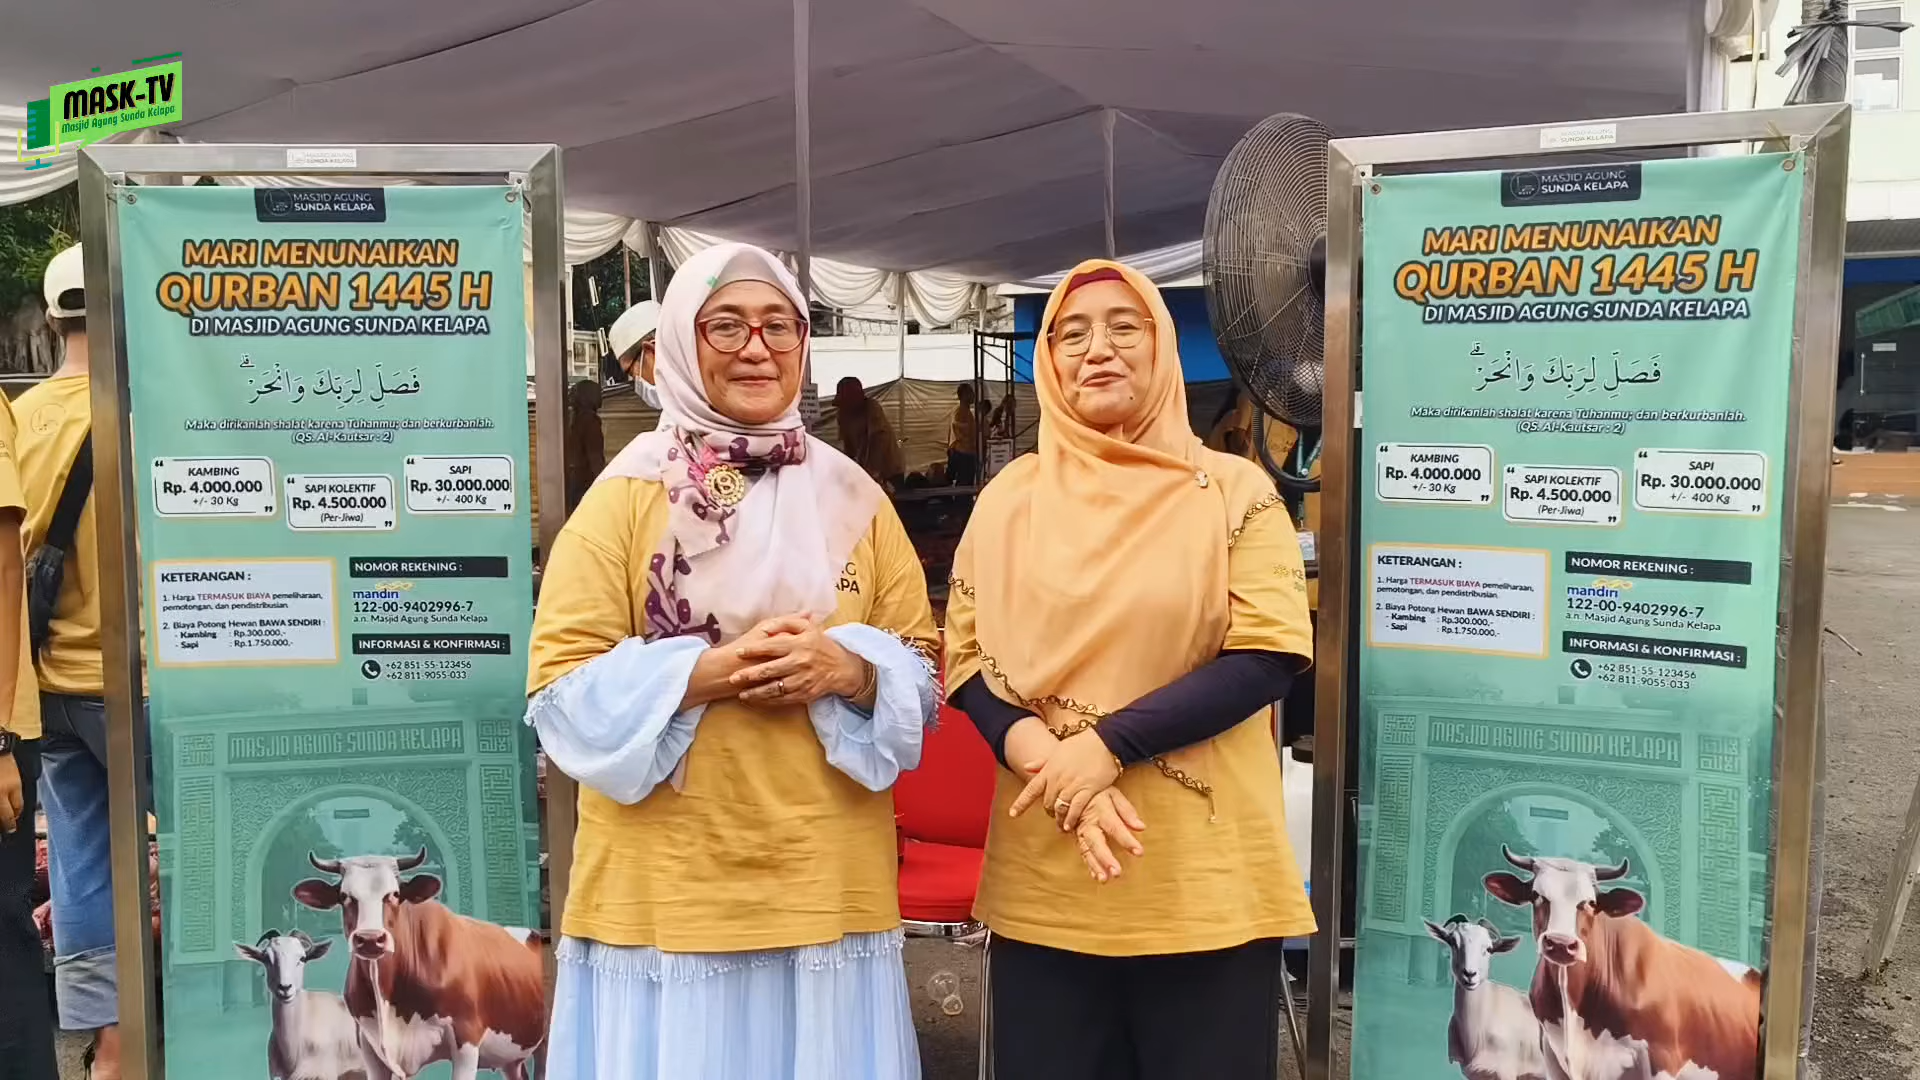 MASK-TV
Masjid Agung Sunda Kelapa
MASJID AGUNG
SUNDA KELAPA
MASJID AGUNG
SUNDA KELAPA
MARI MENUNAIKAN
QURBAN 1445 H
DI MASJID AGUNG SUNDA KELAPA
فَصَلِّ لِرَبِّكَ وَانْحَرْۗ
Maka dirikanlah shalat karena Tuhanmu; dan berkurbanlah.
(QS. Al-Kautsar : 2)
“ KAMBING
Rp. 4.000.000
+/- 30 Kg ”
“ SAPI KOLEKTIF
Rp. 4.500.000
(Per-Jiwa) ”
“ SAPI
Rp. 30.000.000
+/- 400 Kg ”
KETERANGAN :
1. Harga TERMASUK BIAYA pemeliharaan,
pemotongan, dan pendistribusian.
2. Biaya Potong Hewan BAWA SENDIRI :
- Kambing : Rp.300.000,-
- Sapi : Rp.1.750.000,-
NOMOR REKENING :
mandiri
122-00-9402996-7
a.n. Masjid Agung Sunda Kelapa
INFORMASI & KONFIRMASI :
+62 851-55-123456
+62 811-9055-033
MASJID AGUNG SUNDA KELAPA
APA
MASJID AGUNG
SUNDA KELAPA
MASJID AGUNG
SUNDA KELAPA
MARI MENUNAIKAN
QURBAN 1445 H
DI MASJID AGUNG SUNDA KELAPA
فَصَلِّ لِرَبِّكَ وَانْحَرْۗ
Maka dirikanlah shalat karena Tuhanmu; dan berkurbanlah.
(QS. Al-Kautsar : 2)
“ KAMBING
Rp. 4.000.000
+/- 30 Kg ”
“ SAPI KOLEKTIF
Rp. 4.500.000
(Per-Jiwa) ”
“ SAPI
Rp. 30.000.000
+/- 400 Kg ”
KETERANGAN :
1. Harga TERMASUK BIAYA pemeliharaan,
pemotongan, dan pendistribusian.
2. Biaya Potong Hewan BAWA SENDIRI :
- Kambing : Rp.300.000,-
- Sapi : Rp.1.750.000,-
NOMOR REKENING :
mandiri
122-00-9402996-7
a.n. Masjid Agung Sunda Kelapa
INFORMASI & KONFIRMASI :
+62 851-55-123456
+62 811-9055-033
MASJID AGUNG SUNDA KELAPA